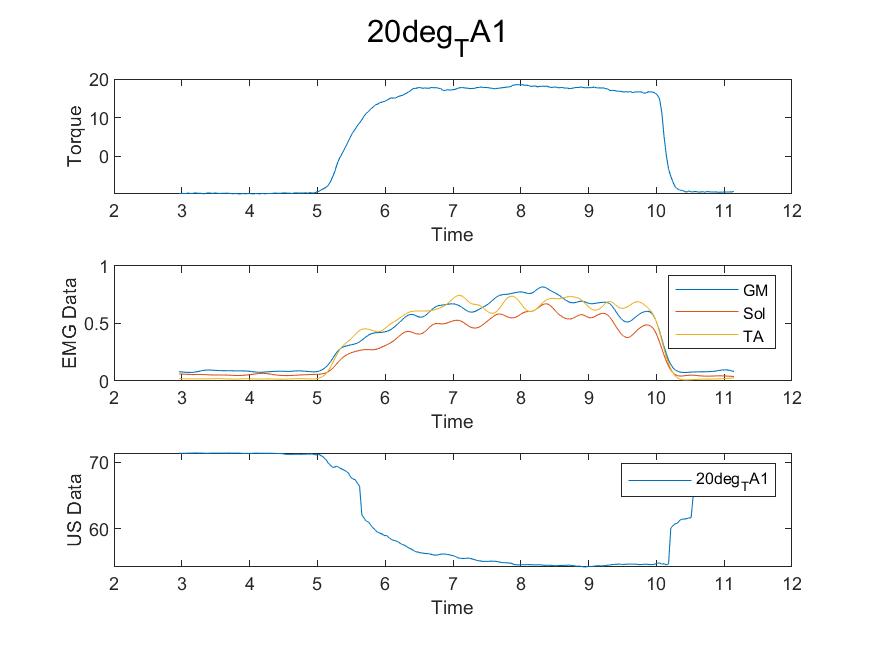 20deg_TA1
20
10
0
Torque
2 3 4 5 6 7 8 9 10 11 12
Time
1
0.5
0
EMG Data
GM
Sol
TA
2 3 4 5 6 7 8 9 10 11 12
Time
70
60
US Data
20deg_TA1
2 3 4 5 6 7 8 9 10 11 12
Time